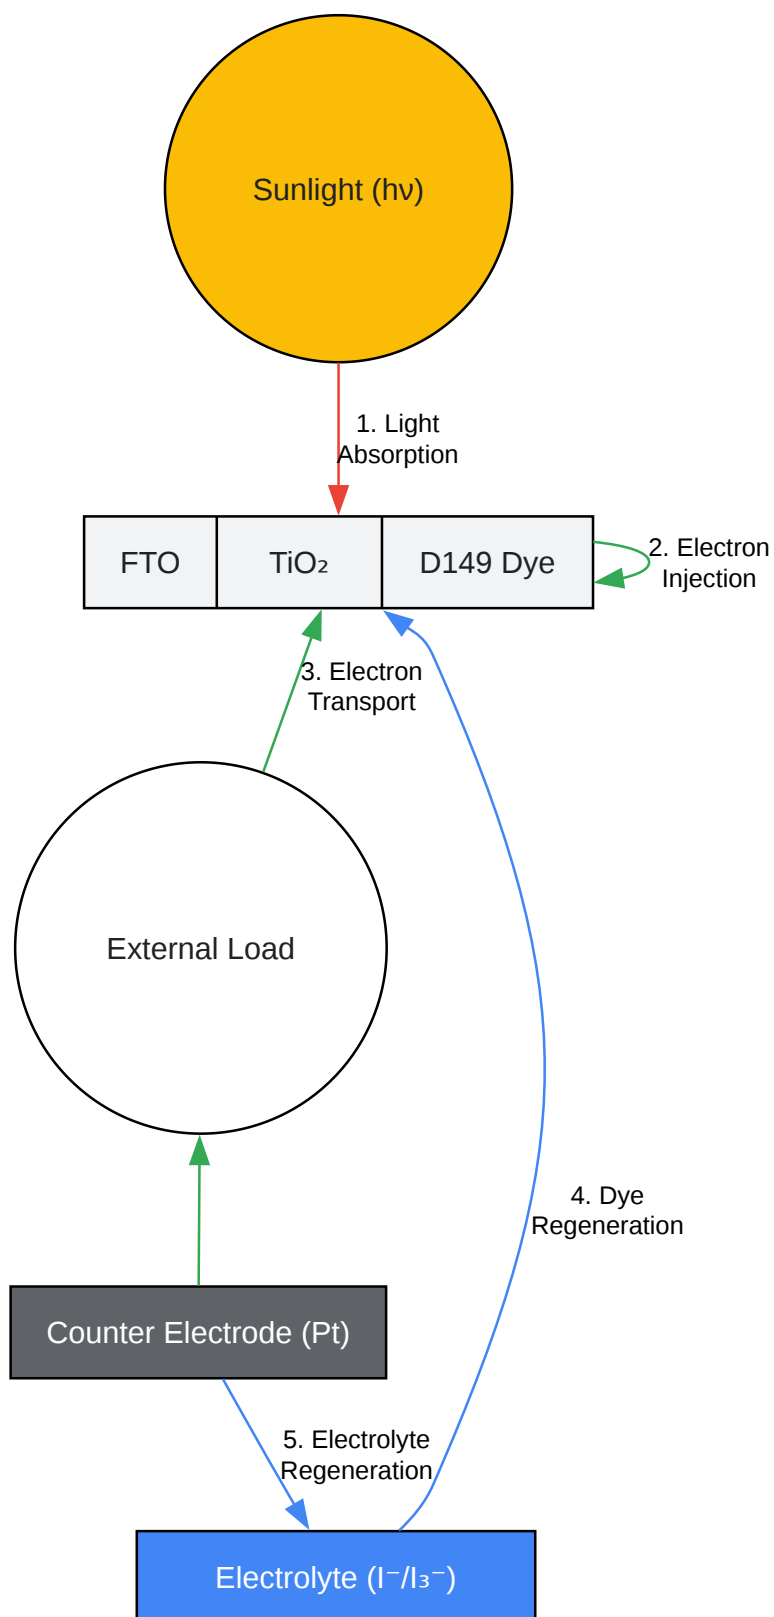 Sunlight (hν)
1. Light
Absorption
FTO
TiO₂
D149 Dye
2. Electron
Injection
3. Electron
Transport
External Load
4. Dye
Regeneration
Counter Electrode (Pt)
5. Electrolyte
Regeneration
Electrolyte (I⁻/I₃⁻)